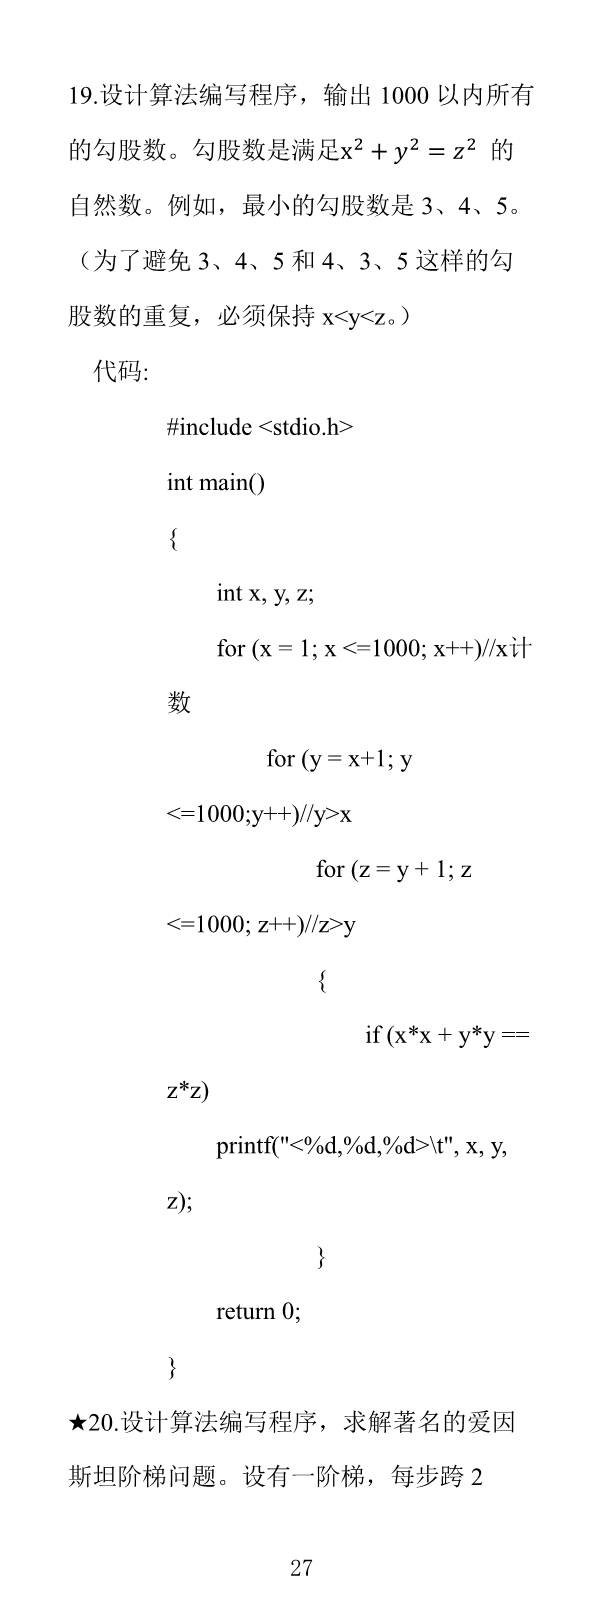 19.设计算法编写程序，输出 1000 以内所有
的勾股数。勾股数是满足x² + y² = z² 的
自然数。例如，最小的勾股数是 3、4、5。
（为了避免 3、4、5 和 4、3、5 这样的勾
股数的重复，必须保持 x<y<z。）
代码:
#include <stdio.h>
int main()
{
int x, y, z;
for (x = 1; x <=1000; x++)//x计
数
for (y = x+1; y
<=1000;y++)//y>x
for (z = y + 1; z
<=1000; z++)//z>y
{
if (x*x + y*y ==
z*z)
printf("<%d,%d,%d>\t", x, y,
z);
}
return 0;
}
★20.设计算法编写程序，求解著名的爱因
斯坦阶梯问题。设有一阶梯，每步跨 2
27